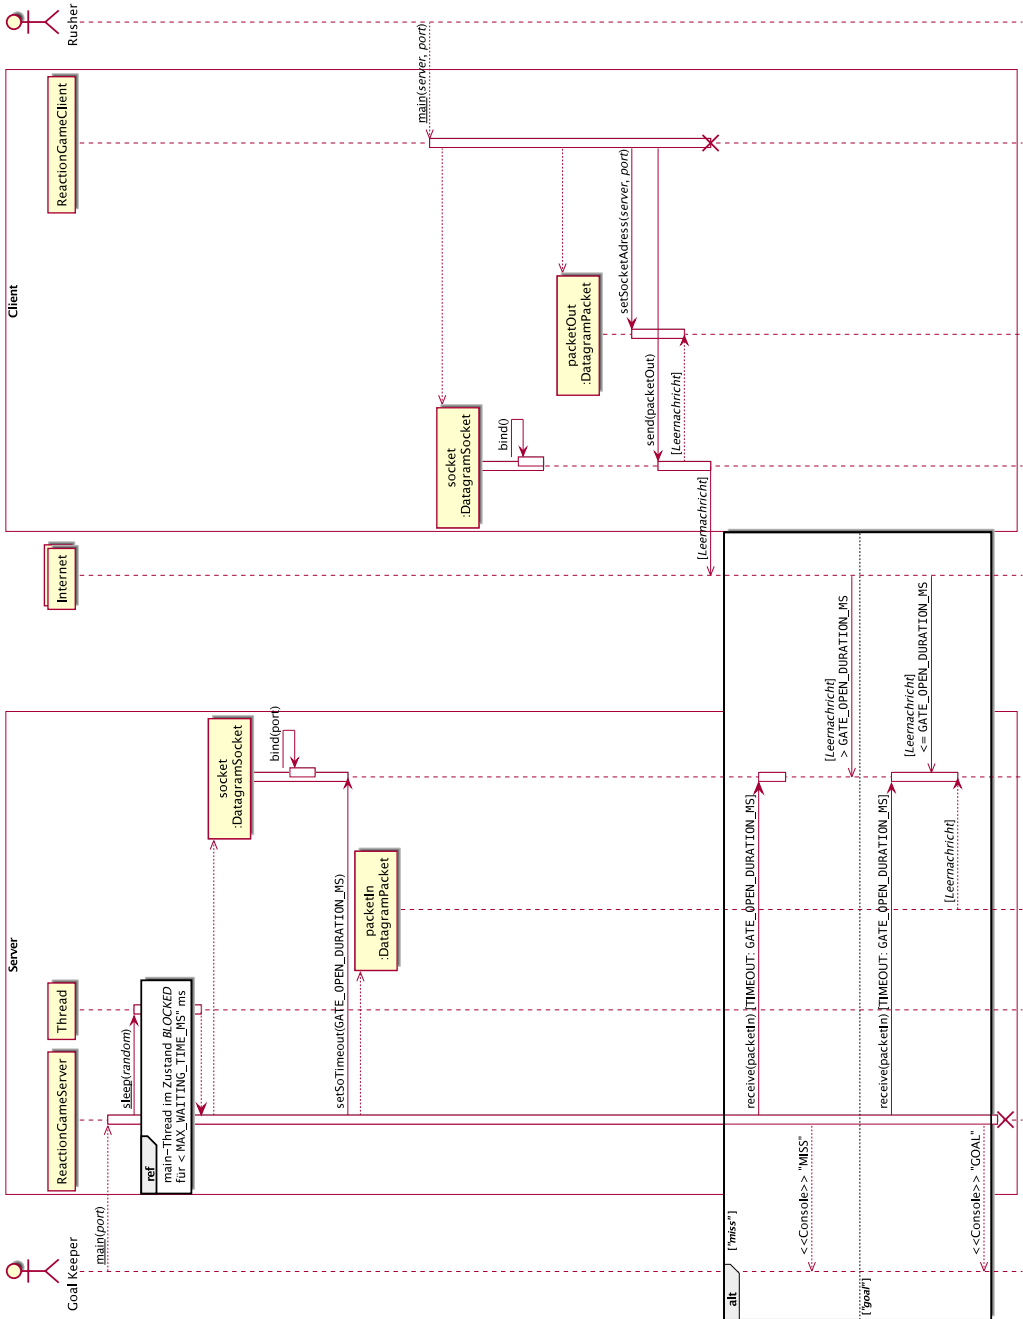 Goal Keeper
Server
ReactionGameServer
Thread
Internet
Client
ReactionGameClient
Rusher
main(port)
sleep(random)
ref
main-Thread im Zustand BLOCKED
für < MAX_WAITING_TIME_MS" ms
socket
:DatagramSocket
bind(port)
setSoTimeout(GATE_OPEN_DURATION_MS)
packetIn
:DatagramPacket
main(server, port)
socket
:DatagramSocket
bind()
packetOut
:DatagramPacket
setSocketAdress(server, port)
send(packetOut)
[Leernachricht]
[Leernachricht]
alt
["miss"]
receive(packetIn) [TIMEOUT: GATE_OPEN_DURATION_MS]
<<Console>> "MISS"
[Leernachricht]
> GATE_OPEN_DURATION_MS
["goal"]
receive(packetIn) [TIMEOUT: GATE_OPEN_DURATION_MS]
[Leernachricht]
<= GATE_OPEN_DURATION_MS
[Leernachricht]
<<Console>> "GOAL"